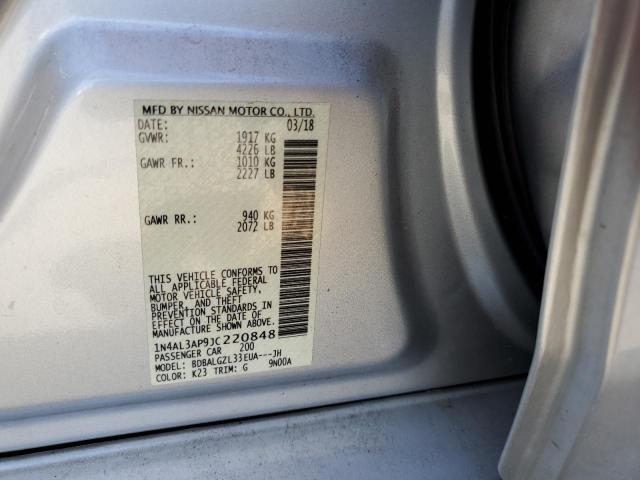 MFD BY NISSAN MOTOR CO., LTD.
DATE: 03/18
GVWR: 1917 KG
4226 LB
GAWR FR.: 1010 KG
2227 LB
GAWR RR.: 940 KG
2072 LB
THIS VEHICLE CONFORMS TO
ALL APPLICABLE FEDERAL
MOTOR VEHICLE SAFETY,
BUMPER, AND THEFT
PREVENTION STANDARDS IN
EFFECT ON THE DATE OF
MANUFACTURE SHOWN ABOVE.
1N4AL3AP9JC220848
PASSENGER CAR 200
MODEL: BDBALGZL33EUA---JH
COLOR: K23 TRIM: G 9N00A